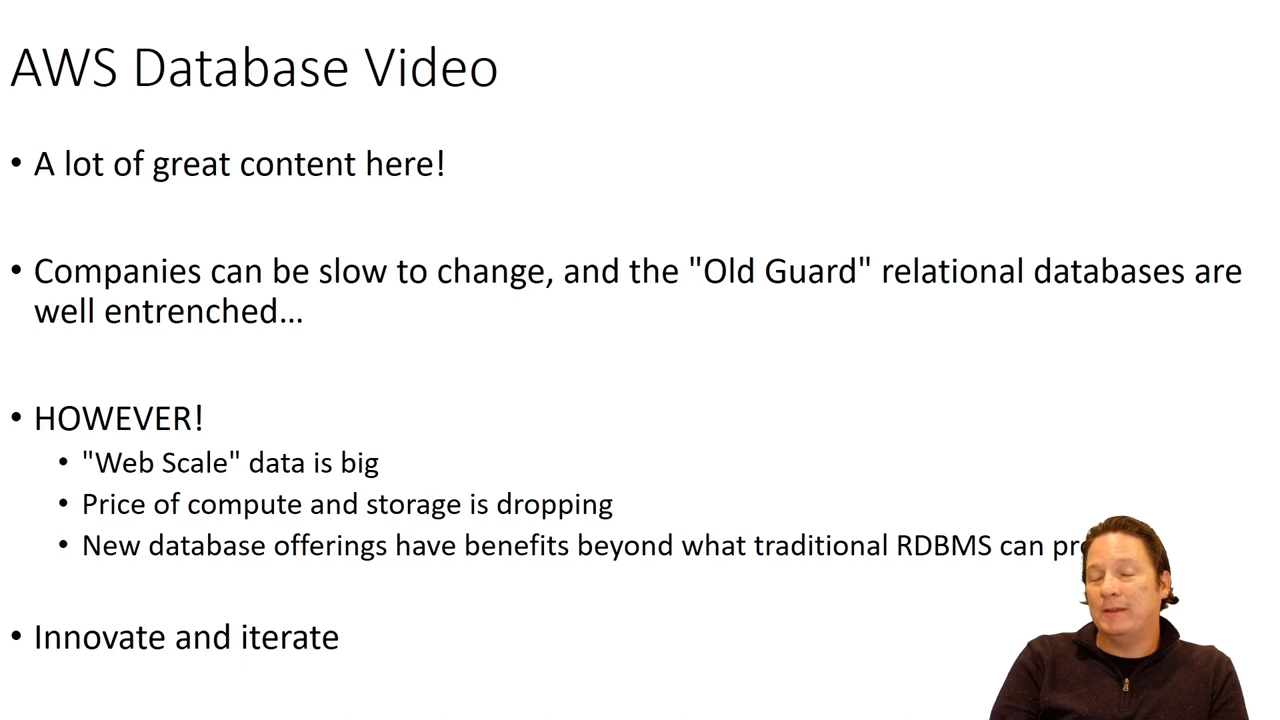 AWS Database Video
• A lot of great content here!
• Companies can be slow to change, and the "Old Guard" relational databases are
well entrenched...
• HOWEVER!
• "Web Scale" data is big
• Price of compute and storage is dropping
• New database offerings have benefits beyond what traditional RDBMS can
• Innovate and iterate